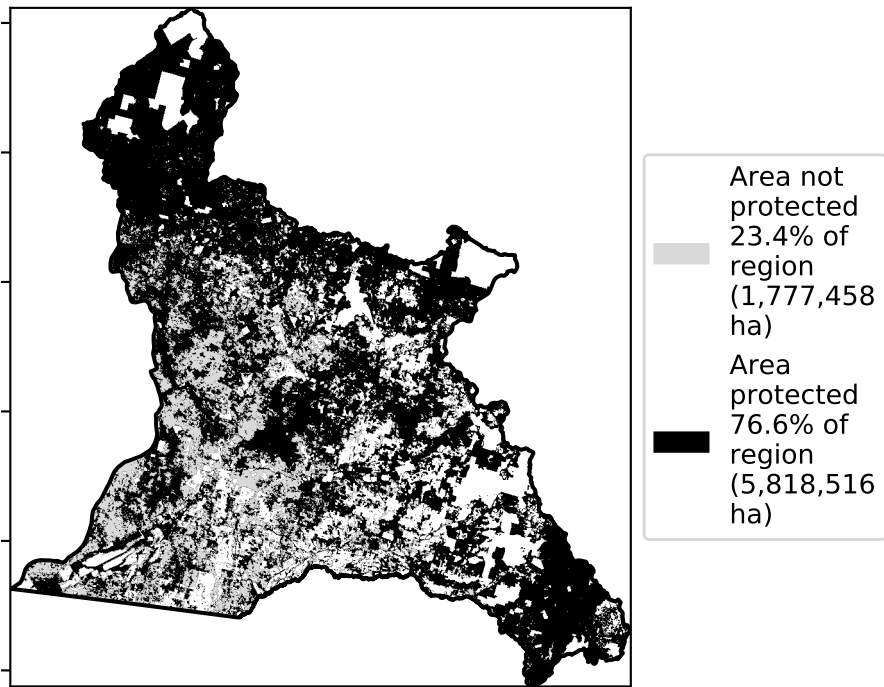 Area not
protected
23.4% of
region
(1,777,458
ha)
Area
protected
76.6% of
region
(5,818,516
ha)